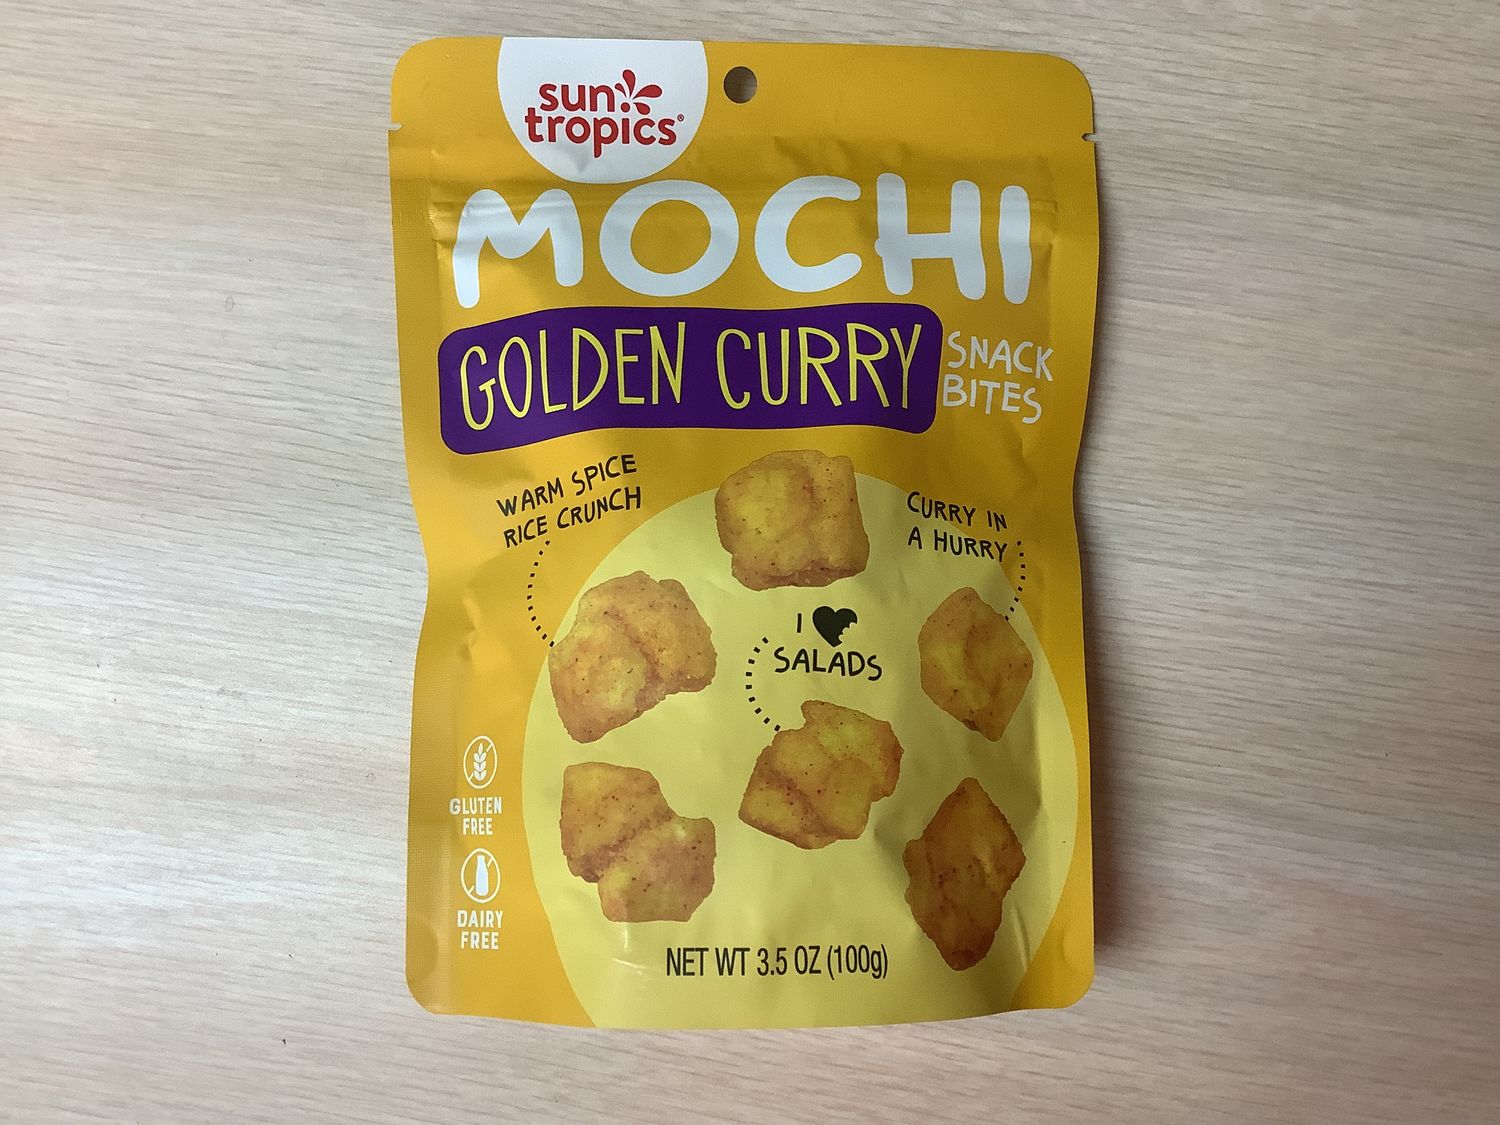 sun
tropics®
MOCHI
GOLDEN CURRY
SNACK
BITES
WARM SPICE
RICE CRUNCH
CURRY IN
A HURRY
I
SALADS
GLUTEN
FREE
DAIRY
FREE
NET WT 3.5 OZ (100g)